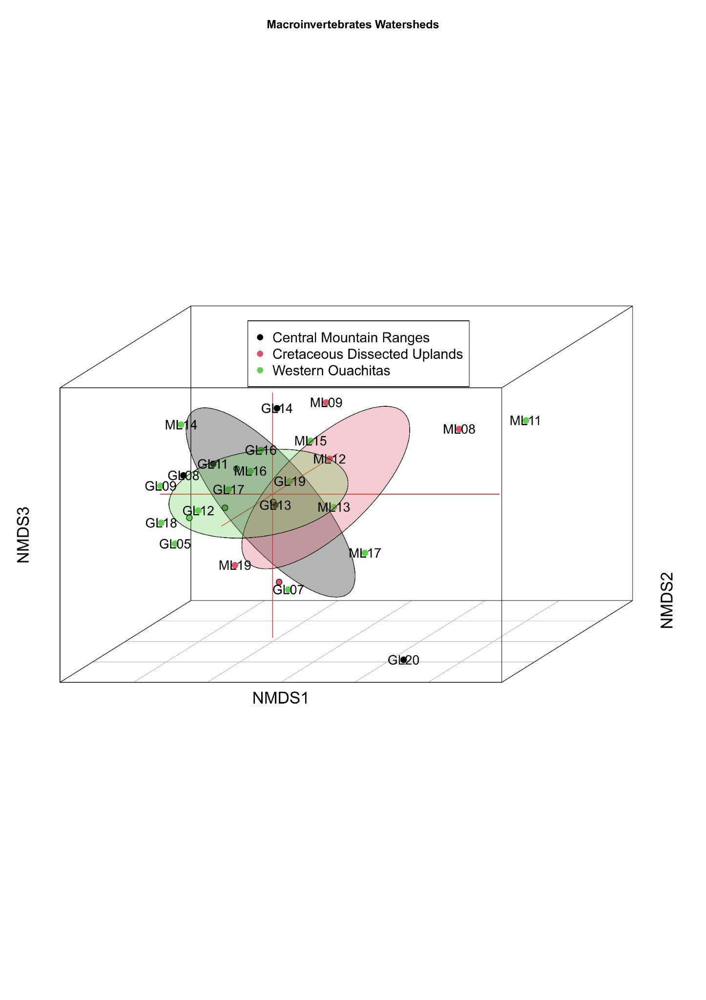 Macroinvertebrates Watersheds
Central Mountain Ranges
Cretaceous Dissected Uplands
Western Ouachitas
GL14
ML09
ML14
ML11
ML08
ML15
GL16
ML12
GL11
ML16
GL08
GL19
GL09
GL17
GL13
ML13
GL12
GL18
GL05
ML17
ML19
GL07
GL20
NMDS3
NMDS2
NMDS1